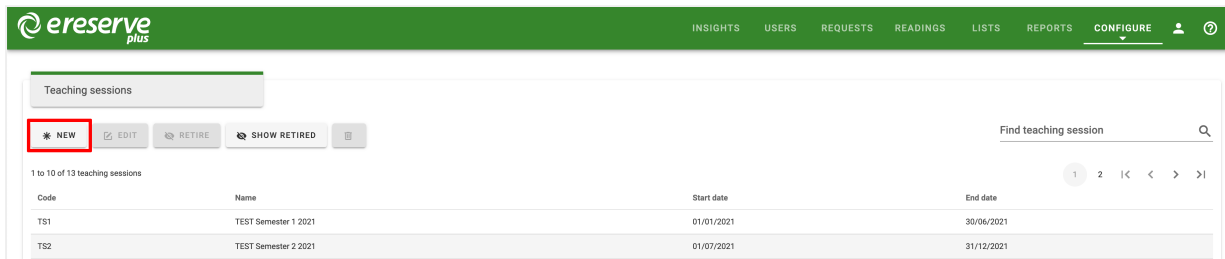 ereserve plus
INSIGHTS USERS REQUESTS READINGS LISTS REPORTS CONFIGURE
Teaching sessions
NEW EDIT RETIRE SHOW RETIRED
Find teaching session
1 to 10 of 13 teaching sessions
1 2
Code Name Start date End date
TS1 TEST Semester 1 2021 01/01/2021 30/06/2021
TS2 TEST Semester 2 2021 01/07/2021 31/12/2021